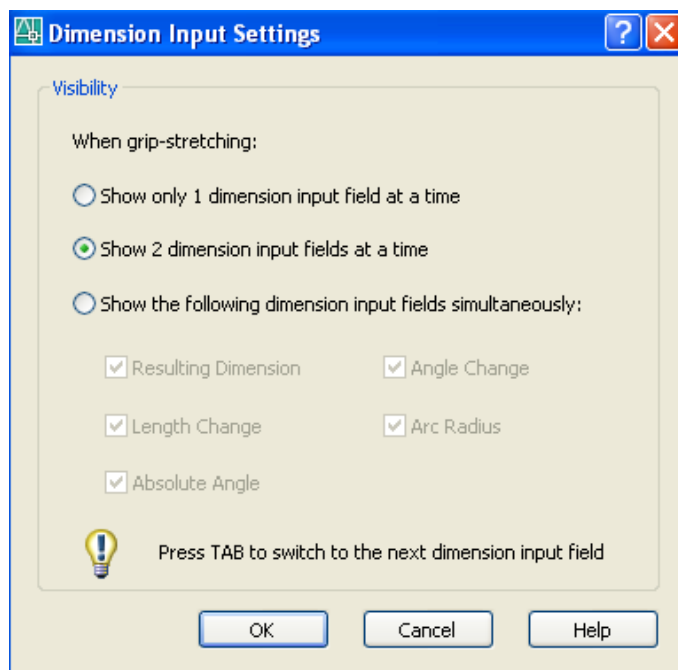 Dimension Input Settings
Visibility
When grip-stretching:
Show only 1 dimension input field at a time
Show 2 dimension input fields at a time
Show the following dimension input fields simultaneously:
Resulting Dimension Angle Change
Length Change Arc Radius
Absolute Angle
Press TAB to switch to the next dimension input field
OK Cancel Help